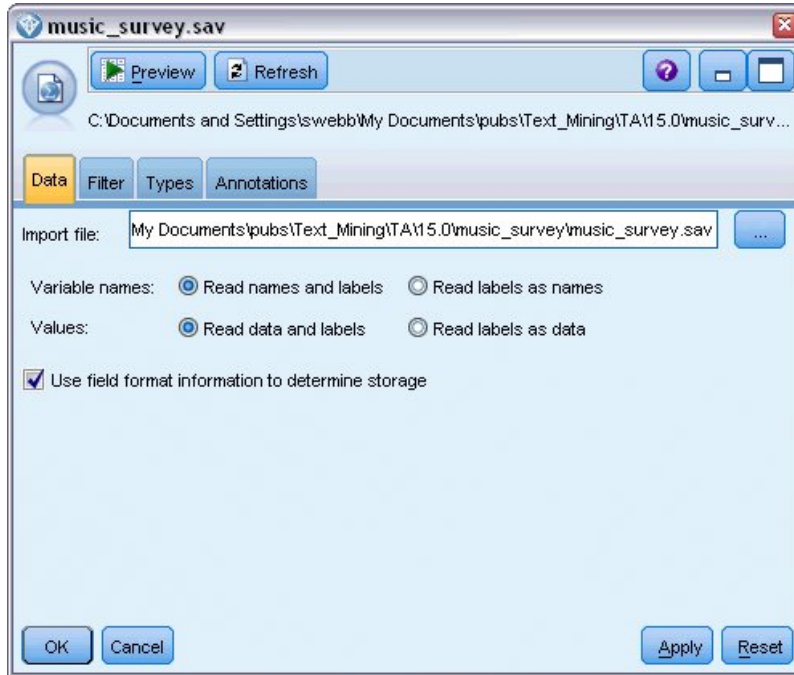 music_survey.sav
Preview Refresh ?
C:\Documents and Settings\swebb\My Documents\pubs\Text_Mining\TA\15.0\music_surv...
Data Filter Types Annotations
Import file: My Documents\pubs\Text_Mining\TA\15.0\music_survey\music_survey.sav ...
Variable names: Read names and labels Read labels as names
Values: Read data and labels Read labels as data
Use field format information to determine storage
OK Cancel Apply Reset